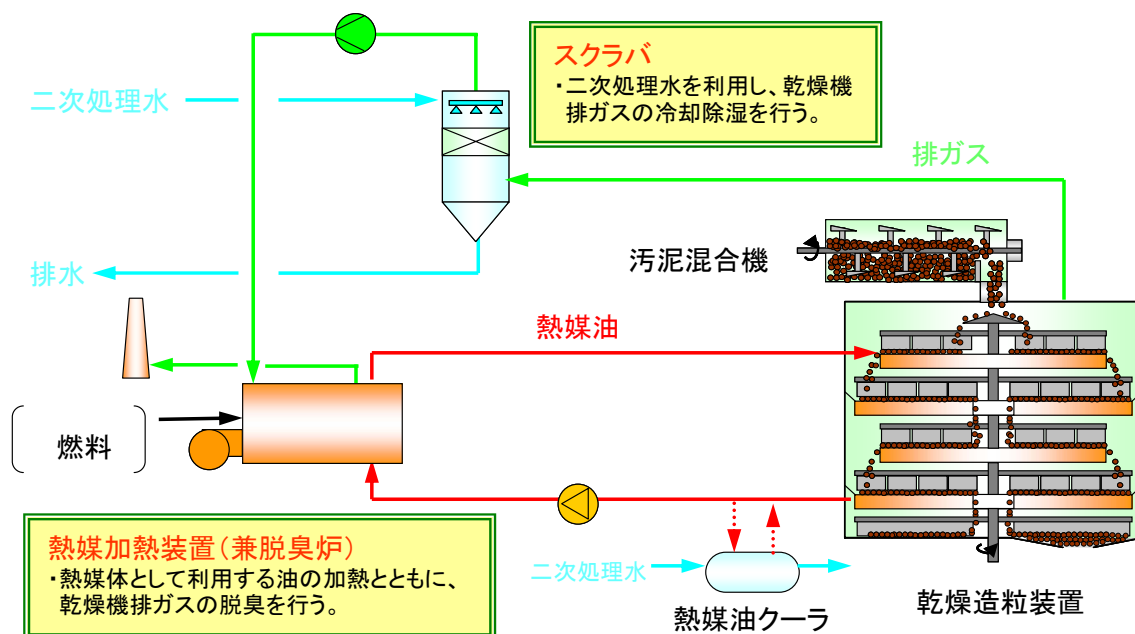 スクラバ
・二次処理水を利用し、乾燥機
排ガスの冷却除湿を行う。
二次処理水
排ガス
汚泥混合機
排水
熱媒油
燃料
熱媒加熱装置（兼脱臭炉）
・熱媒体として利用する油の加熱とともに、
乾燥機排ガスの脱臭を行う。
二次処理水
熱媒油クーラ
乾燥造粒装置